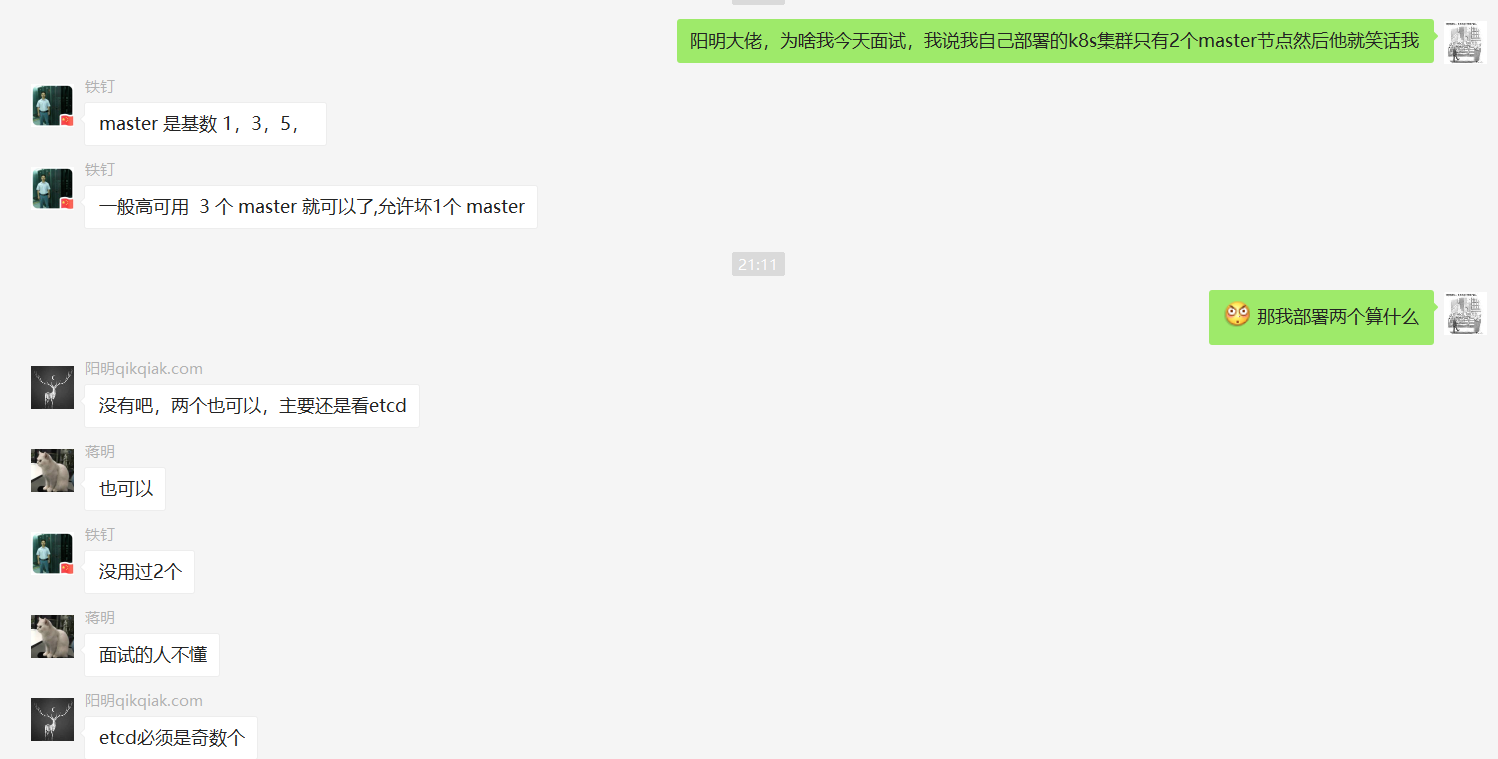 阳明大佬，为啥我今天面试，我说我自己部署的k8s集群只有2个master节点然后他就笑话我
铁钉
master 是基数 1，3，5，
铁钉
一般高可用 3 个 master 就可以了,允许坏1个 master
21:11
那我部署两个算什么
阳明qikqiak.com
没有吧，两个也可以，主要还是看etcd
蒋明
也可以
铁钉
没用过2个
蒋明
面试的人不懂
阳明qikqiak.com
etcd必须是奇数个